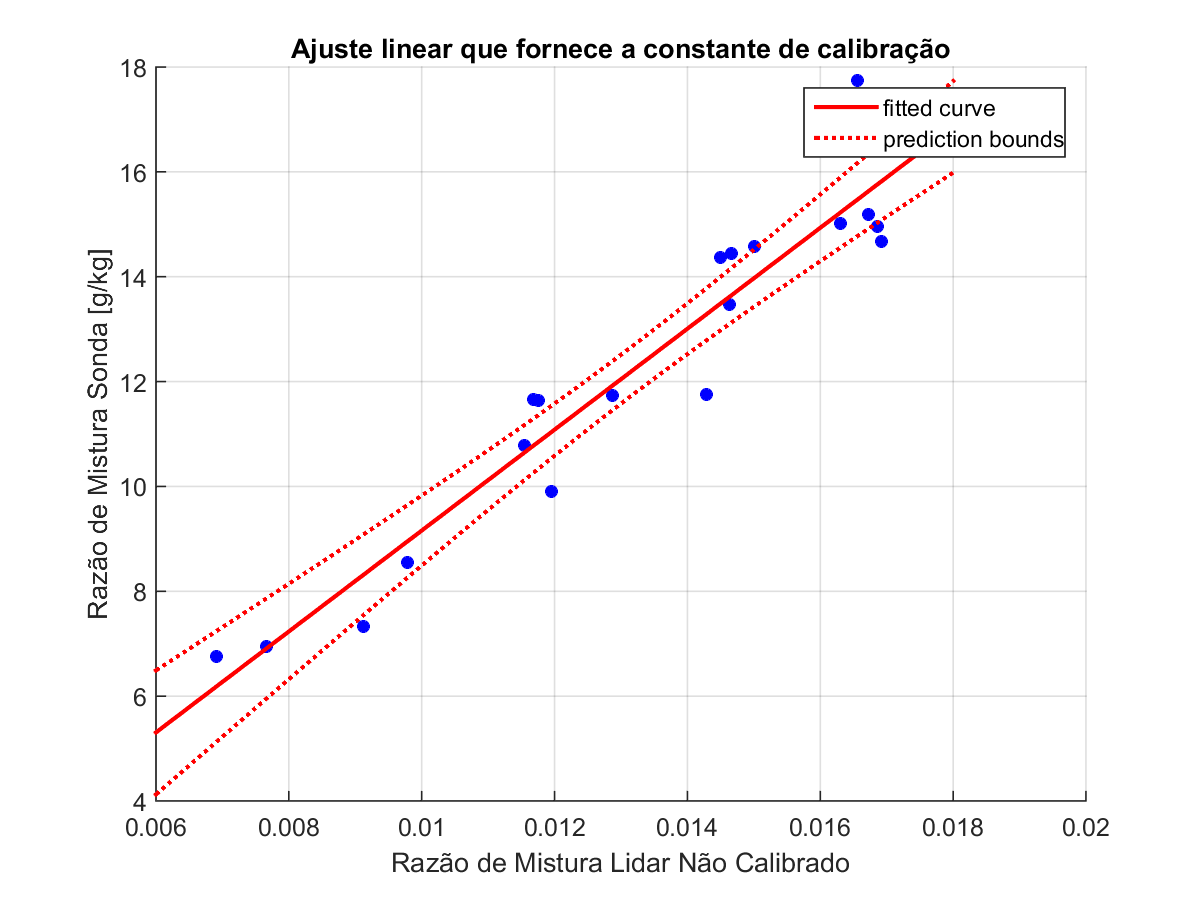 Ajuste linear que fornece a constante de calibração
18
16
14
12
10
8
6
4
fitted curve
prediction bounds
Razão de Mistura Sonda [g/kg]
0.006 0.008 0.01 0.012 0.014 0.016 0.018 0.02
Razão de Mistura Lidar Não Calibrado